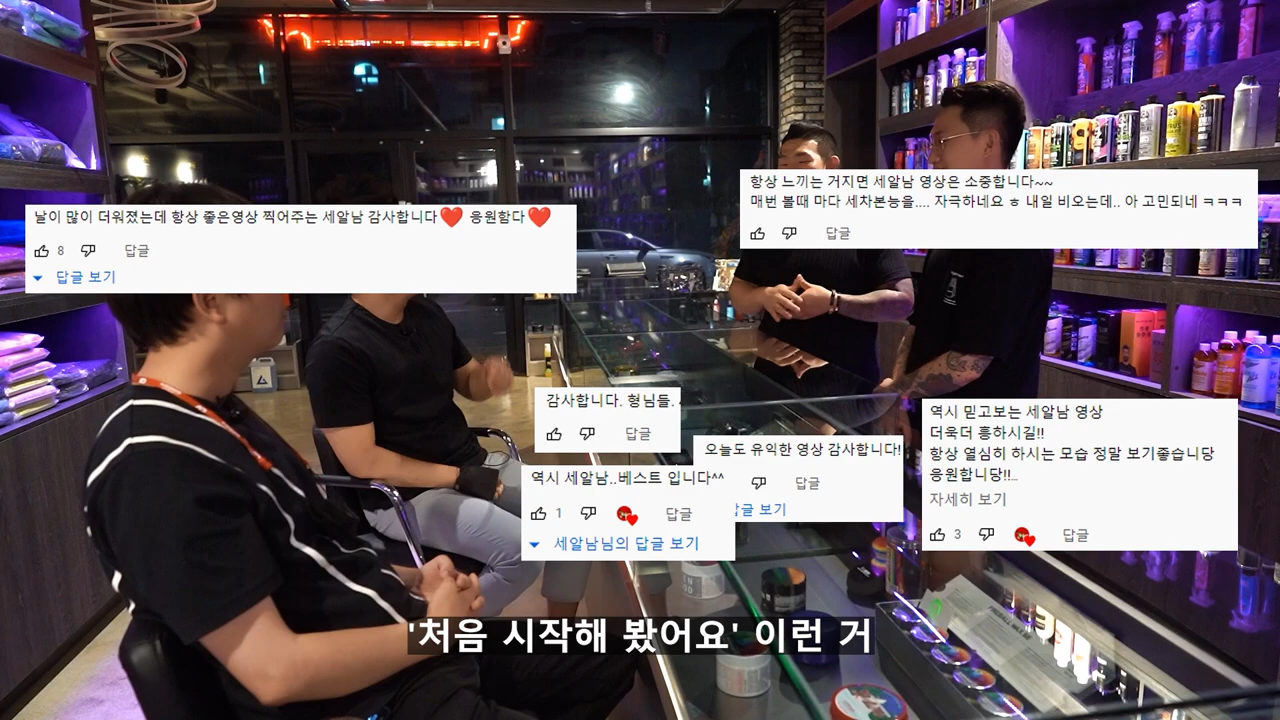 날이 많이 더워졌는데 항상 좋은영상 찍어주는 세알남 감사합니다❤️ 응원함다❤️
8 답글
답글 보기
항상 느끼는 거지면 세알남 영상은 소중합니다~~
매번 볼때 마다 세차본능을.... 자극하네요 ㅎ 내일 비오는데.. 아 고민되네 ㅋㅋㅋ
답글
감사합니다. 형님들.
답글
오늘도 유익한 영상 감사합니다!
답글
답글 보기
역시 세알남..베스트 입니다^^
1 답글
세알남님의 답글 보기
역시 믿고보는 세알남 영상
더욱더 흥하시길!!
항상 열심히 하시는 모습 정말 보기좋습니당
응원합니당!!...
자세히 보기
3 답글
'처음 시작해 봤어요' 이런 거